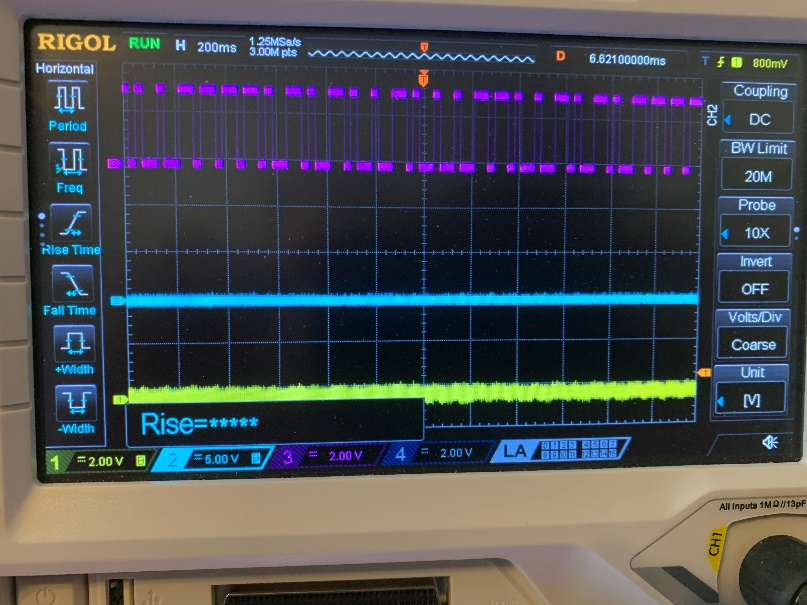 RIGOL RUN H 200ms 1.25MSa/s
3.00M pts
D 6.62100000ms T 1 800mV
Horizontal
Period
Freq
Rise Time
Fall Time
+Width
-Width
CH2
Coupling
DC
BW Limit
20M
Probe
10X
Invert
OFF
Volts/Div
Coarse
Unit
[V]
Rise=*****
1 2.00 V B 2 5.00 V B 3 2.00 V 4 2.00 V LA
All Inputs 1MΩ//13pF
CH1